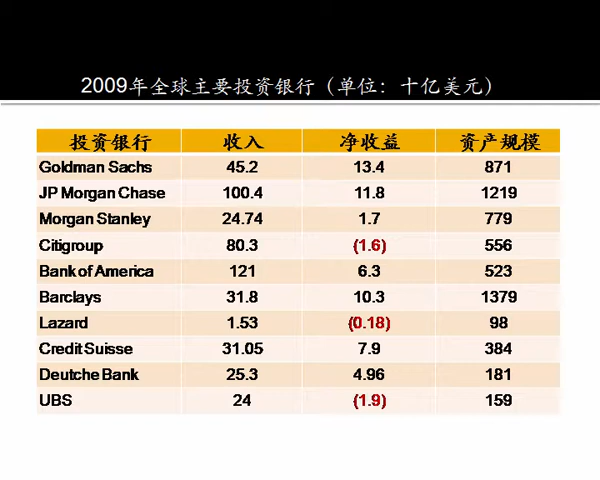 2009年全球主要投资银行（单位：十亿美元）
投资银行 收入 净收益 资产规模
Goldman Sachs 45.2 13.4 871
JP Morgan Chase 100.4 11.8 1219
Morgan Stanley 24.74 1.7 779
Citigroup 80.3 (1.6) 556
Bank of America 121 6.3 523
Barclays 31.8 10.3 1379
Lazard 1.53 (0.18) 98
Credit Suisse 31.05 7.9 384
Deutche Bank 25.3 4.96 181
UBS 24 (1.9) 159